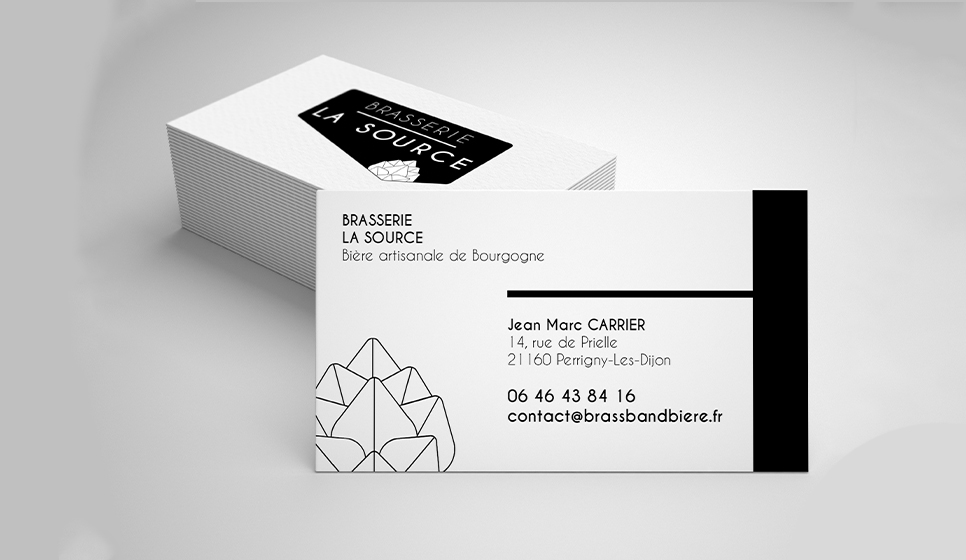 BRASSERIE
LA SOURCE
BRASSERIE
LA SOURCE
Bière artisanale de Bourgogne
Jean Marc CARRIER
14, rue de Prielle
21160 Perrigny-Les-Dijon
06 46 43 84 16
contact@brassbandbiere.fr